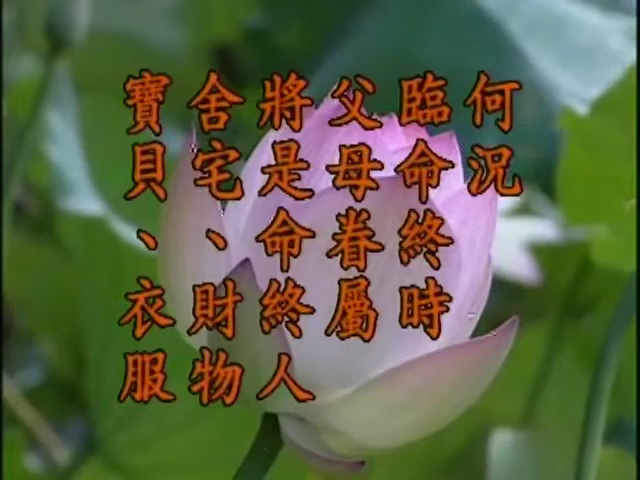 何況
臨命終時
父母眷屬
將是命終人
舍宅、財物
寶貝、衣服